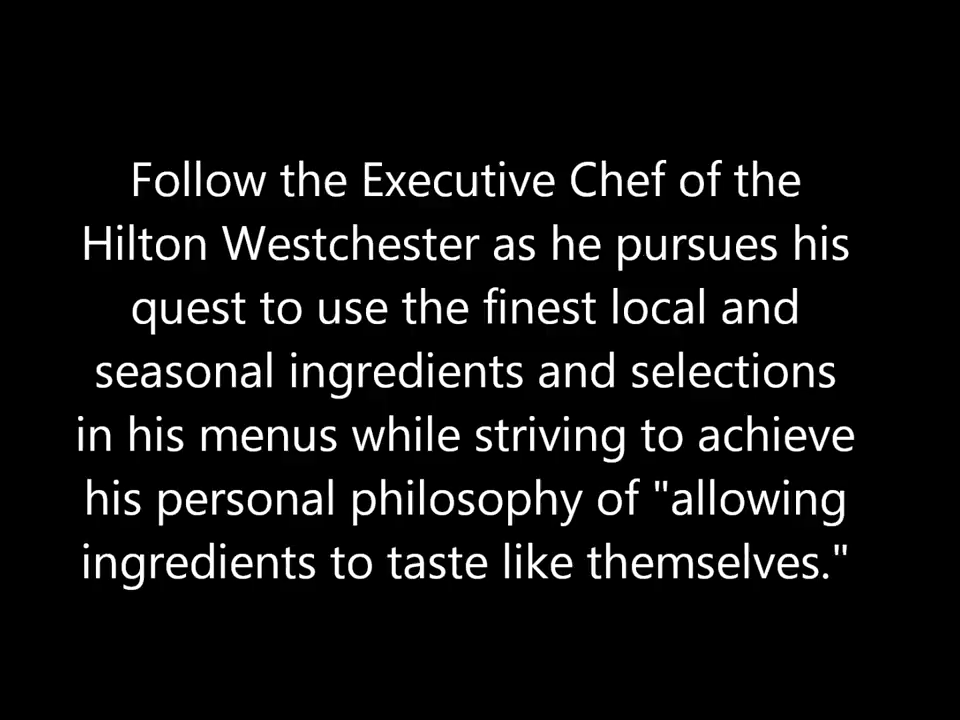 Follow the Executive Chef of the
Hilton Westchester as he pursues his
quest to use the finest local and
seasonal ingredients and selections
in his menus while striving to achieve
his personal philosophy of "allowing
ingredients to taste like themselves."